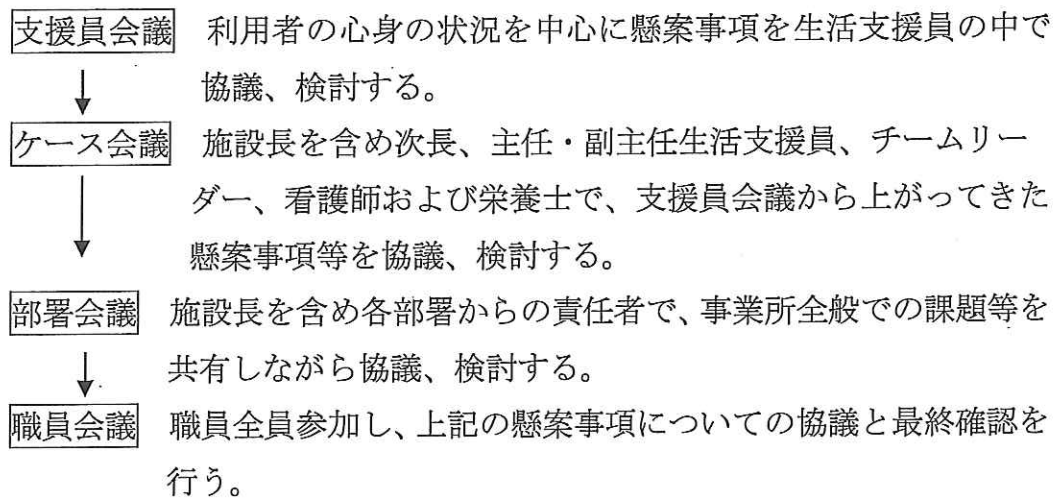 支援員会議 利用者の心身の状況を中心に懸案事項を生活支援員の中で
協議、検討する。
ケース会議 施設長を含め次長、主任・副主任生活支援員、チームリー
ダー、看護師および栄養士で、支援員会議から上がってきた
懸案事項等を協議、検討する。
部署会議 施設長を含め各部署からの責任者で、事業所全般での課題等を
共有しながら協議、検討する。
職員会議 職員全員参加し、上記の懸案事項についての協議と最終確認を
行う。